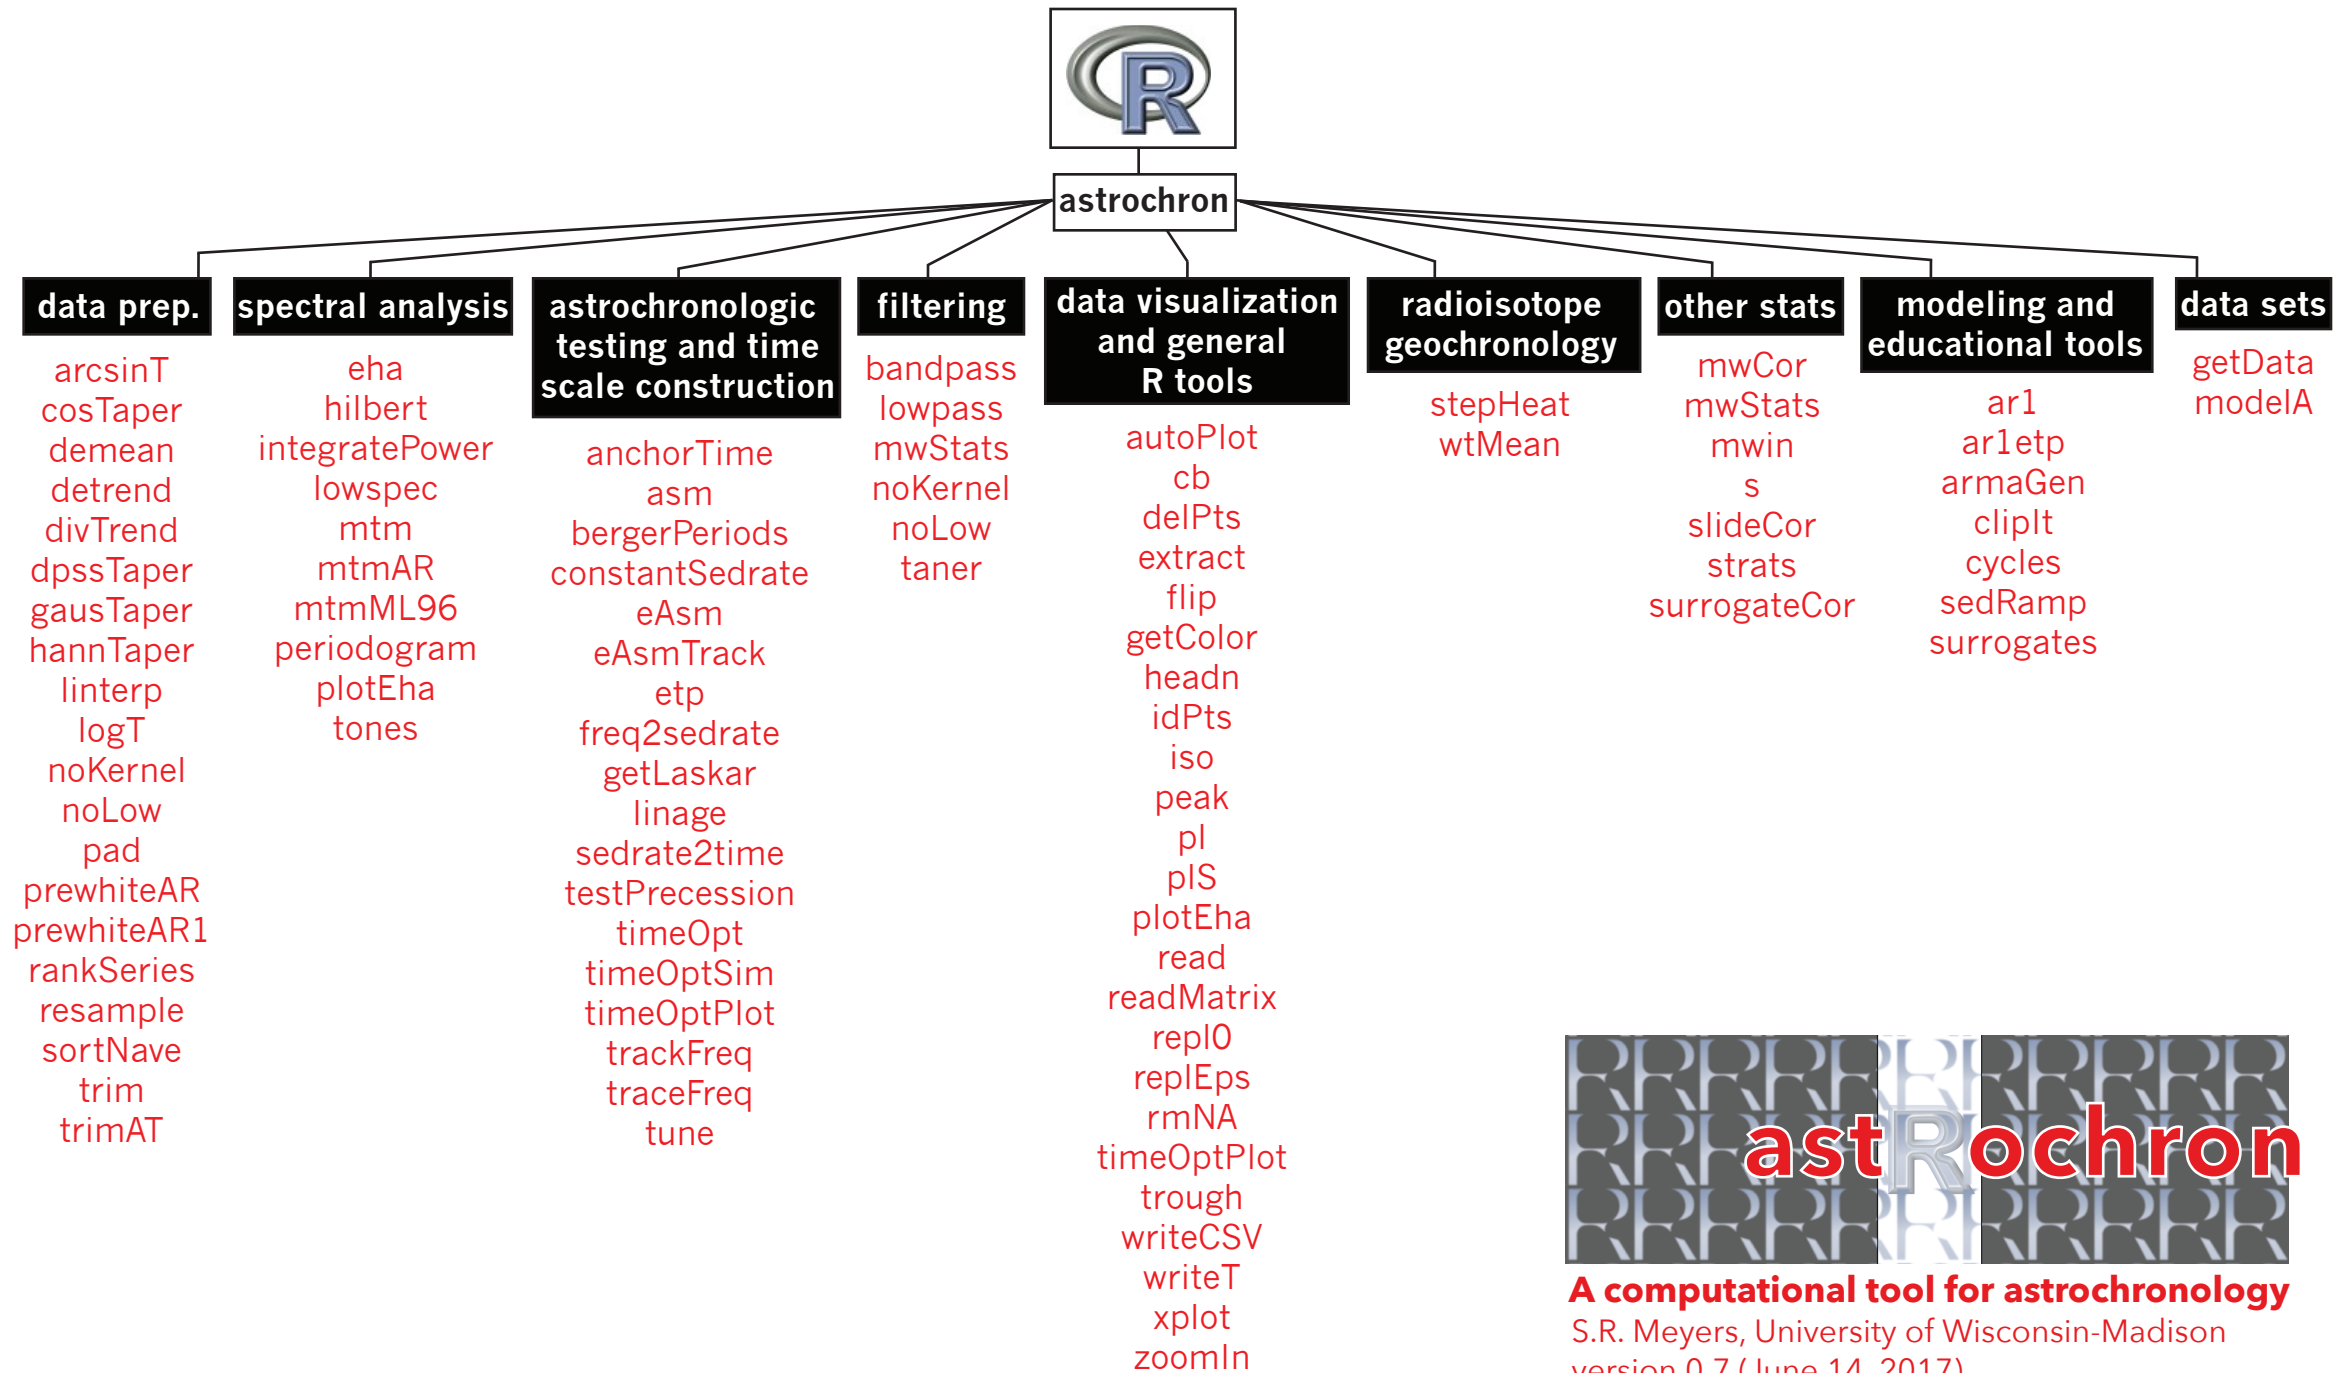 R
astrochron
data prep.
arcsinT
cosTaper
demean
detrend
divTrend
dpssTaper
gausTaper
hannTaper
linterp
logT
noKernel
noLow
pad
prewhiteAR
prewhiteAR1
rankSeries
resample
sortNave
trim
trimAT
spectral analysis
eha
hilbert
integratePower
lowspec
mtm
mtmAR
mtmML96
periodogram
plotEha
tones
astrochronologic
testing and time
scale construction
anchorTime
asm
bergerPeriods
constantSedrate
eAsm
eAsmTrack
etp
freq2sedrate
getLaskar
linage
sedrate2time
testPrecession
timeOpt
timeOptSim
timeOptPlot
trackFreq
traceFreq
tune
filtering
bandpass
lowpass
mwStats
noKernel
noLow
taner
data visualization
and general
R tools
autoPlot
cb
delPts
extract
flip
getColor
headn
idPts
iso
peak
pl
plS
plotEha
read
readMatrix
repl0
replEps
rmNA
timeOptPlot
trough
writeCSV
writeT
xplot
zoomIn
radioisotope
geochronology
stepHeat
wtMean
other stats
mwCor
mwStats
mwin
s
slideCor
strats
surrogateCor
modeling and
educational tools
ar1
ar1etp
armaGen
clipIt
cycles
sedRamp
surrogates
data sets
getData
modelA
astRochron
A computational tool for astrochronology
S.R. Meyers, University of Wisconsin-Madison
version 0.7 (June 14, 2017)